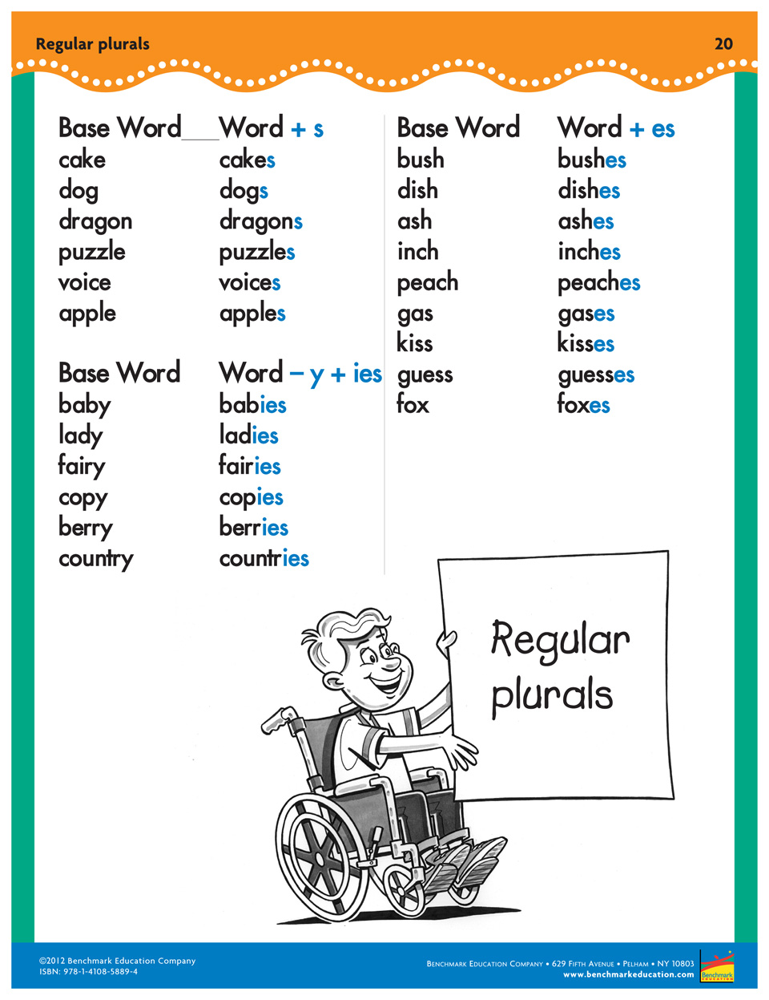 Regular plurals 20
Base Word Word + s
cake cakes
dog dogs
dragon dragons
puzzle puzzles
voice voices
apple apples
Base Word Word – y + ies
baby babies
lady ladies
fairy fairies
copy copies
berry berries
country countries
Base Word Word + es
bush bushes
dish dishes
ash ashes
inch inches
peach peaches
gas gases
kiss kisses
guess guesses
fox foxes
Regular
plurals
©2012 Benchmark Education Company
ISBN: 978-1-4108-5889-4
Benchmark Education Company • 629 Fifth Avenue • Pelham • NY 10803
www.benchmarkeducation.com
Benchmark
EDUCATION